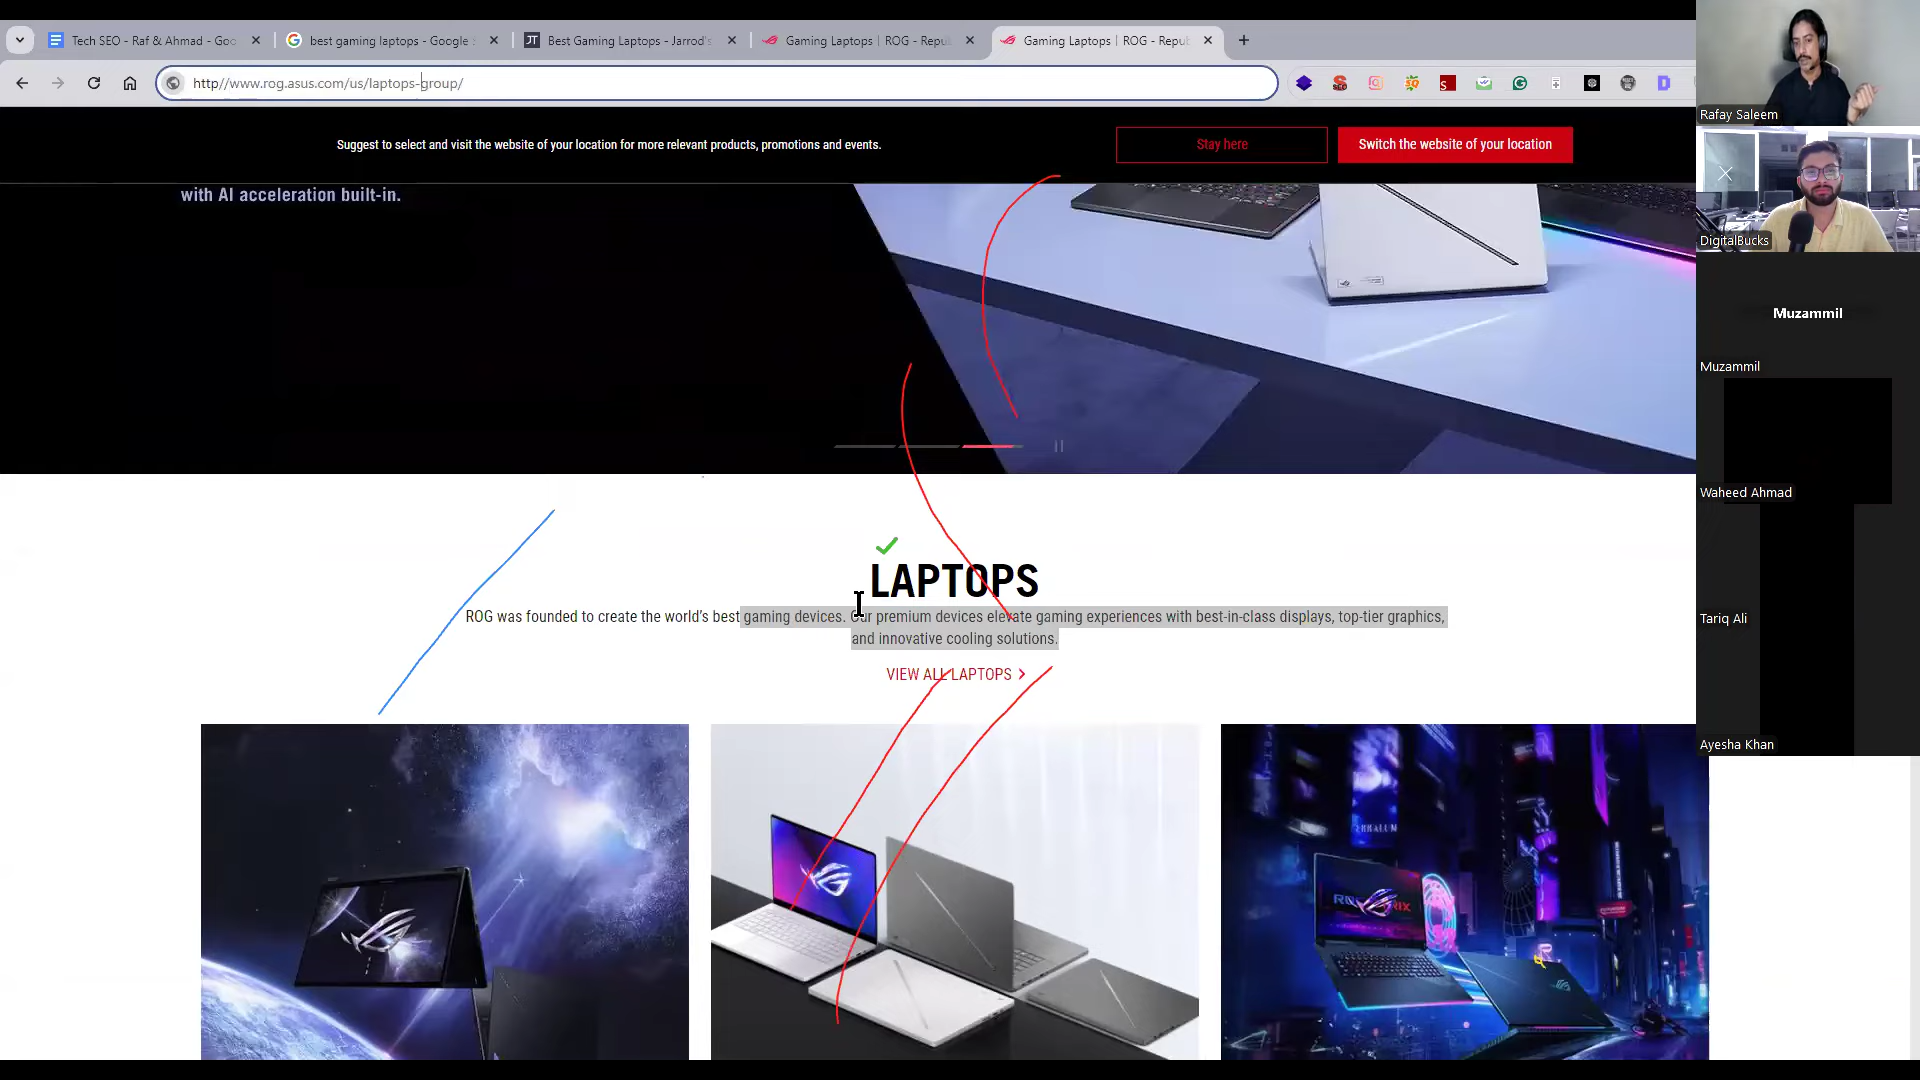 Tech SEO - Raf & Ahmad - Goo
best gaming laptops - Google S
Best Gaming Laptops - Jarrod's
Gaming Laptops | ROG - Repub
Gaming Laptops | ROG - Repub
http//www.rog.asus.com/us/laptops-group/
Suggest to select and visit the website of your location for more relevant products, promotions and events.
Stay here
Switch the website of your location
with AI acceleration built-in.
LAPTOPS
ROG was founded to create the world's best gaming devices. Our premium devices elevate gaming experiences with best-in-class displays, top-tier graphics,
and innovative cooling solutions.
VIEW ALL LAPTOPS
Rafay Saleem
DigitalBucks
Muzammil
Muzammil
Waheed Ahmad
Tariq Ali
Ayesha Khan